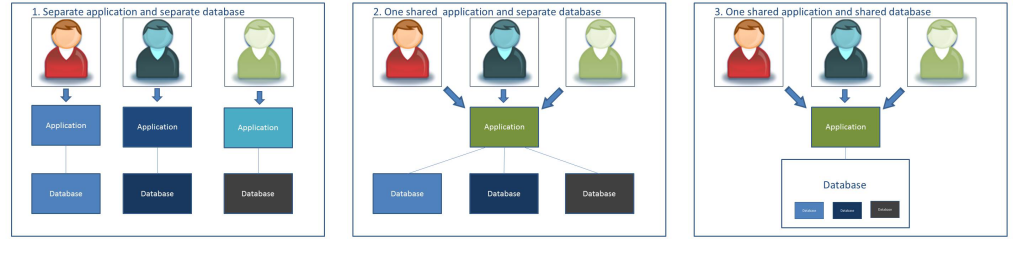 1. Separate application and separate database
Application
Application
Application
Database
Database
Database
2. One shared application and separate database
Application
Database
Database
Database
3. One shared application and shared database
Application
Database
Database
Database
Database